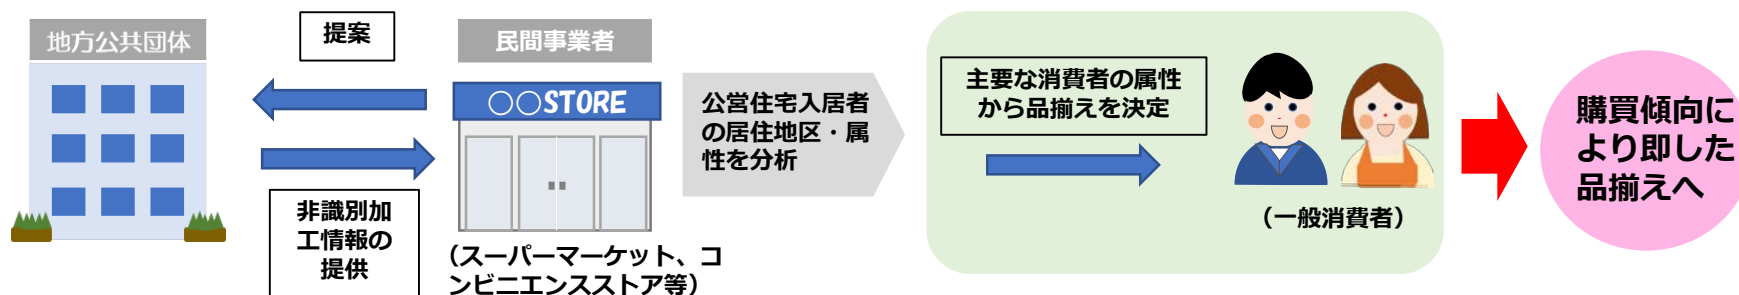 地方公共団体
提案
民間事業者
○○STORE
非識別加
工情報の
提供
（スーパーマーケット、コ
ンビニエンスストア等）
公営住宅入居者
の居住地区・属
性を分析
主要な消費者の属性
から品揃えを決定
（一般消費者）
購買傾向に
より即した
品揃えへ